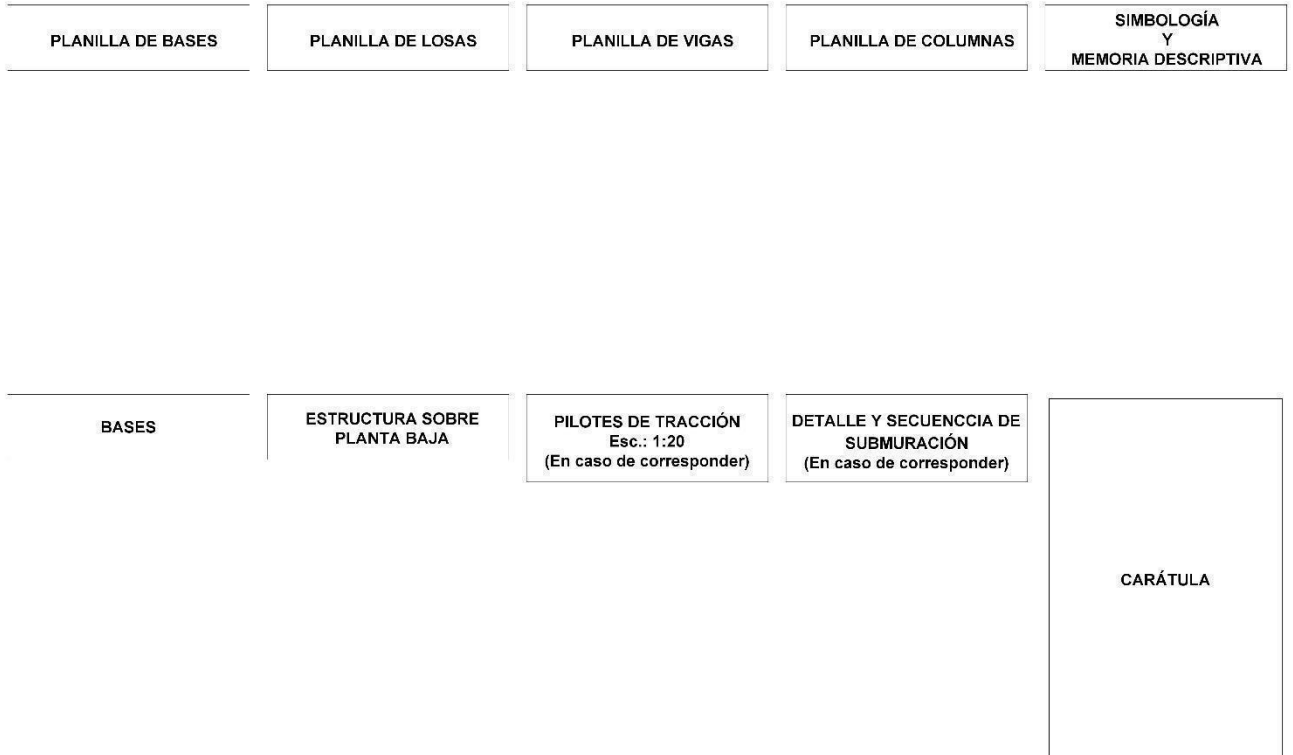 PLANILLA DE BASES
PLANILLA DE LOSAS
PLANILLA DE VIGAS
PLANILLA DE COLUMNAS
SIMBOLOGÍA
Y
MEMORIA DESCRIPTIVA
BASES
ESTRUCTURA SOBRE
PLANTA BAJA
PILOTES DE TRACCIÓN
Esc.: 1:20
(En caso de corresponder)
DETALLE Y SECUENCCIA DE
SUBMURACIÓN
(En caso de corresponder)
CARÁTULA